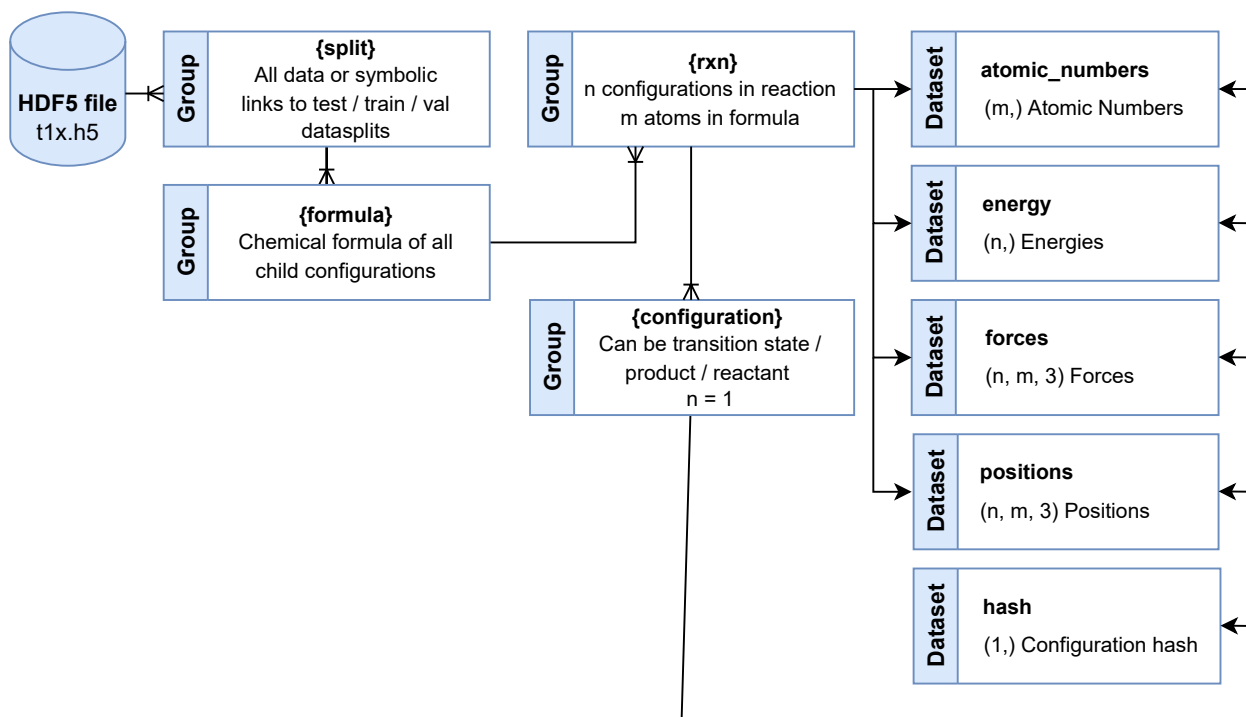 HDF5 file
t1x.h5
Group
{split}
All data or symbolic
links to test / train / val
datasplits
Group
{formula}
Chemical formula of all
child configurations
Group
{rxn}
n configurations in reaction
m atoms in formula
Group
{configuration}
Can be transition state /
product / reactant
n = 1
Dataset
atomic_numbers
(m,) Atomic Numbers
Dataset
energy
(n,) Energies
Dataset
forces
(n, m, 3) Forces
Dataset
positions
(n, m, 3) Positions
Dataset
hash
(1,) Configuration hash